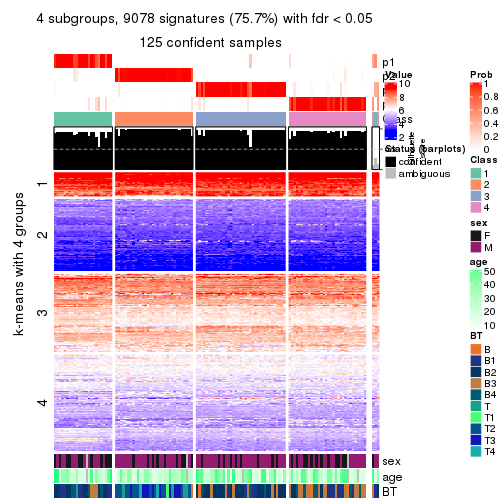 4 subgroups, 9078 signatures (75.7%) with fdr < 0.05
125 confident samples
k-means with 4 groups
1
2
3
4
p1
p2
Class
sex
age
BT
Value
10
8
6
4
2
Status (barplots)
confident
ambiguous
Prob
1
0.8
0.6
0.4
0.2
0
Class
1
2
3
4
sex
F
M
age
50
40
30
20
10
BT
B
B1
B2
B3
B4
T
T1
T2
T3
T4